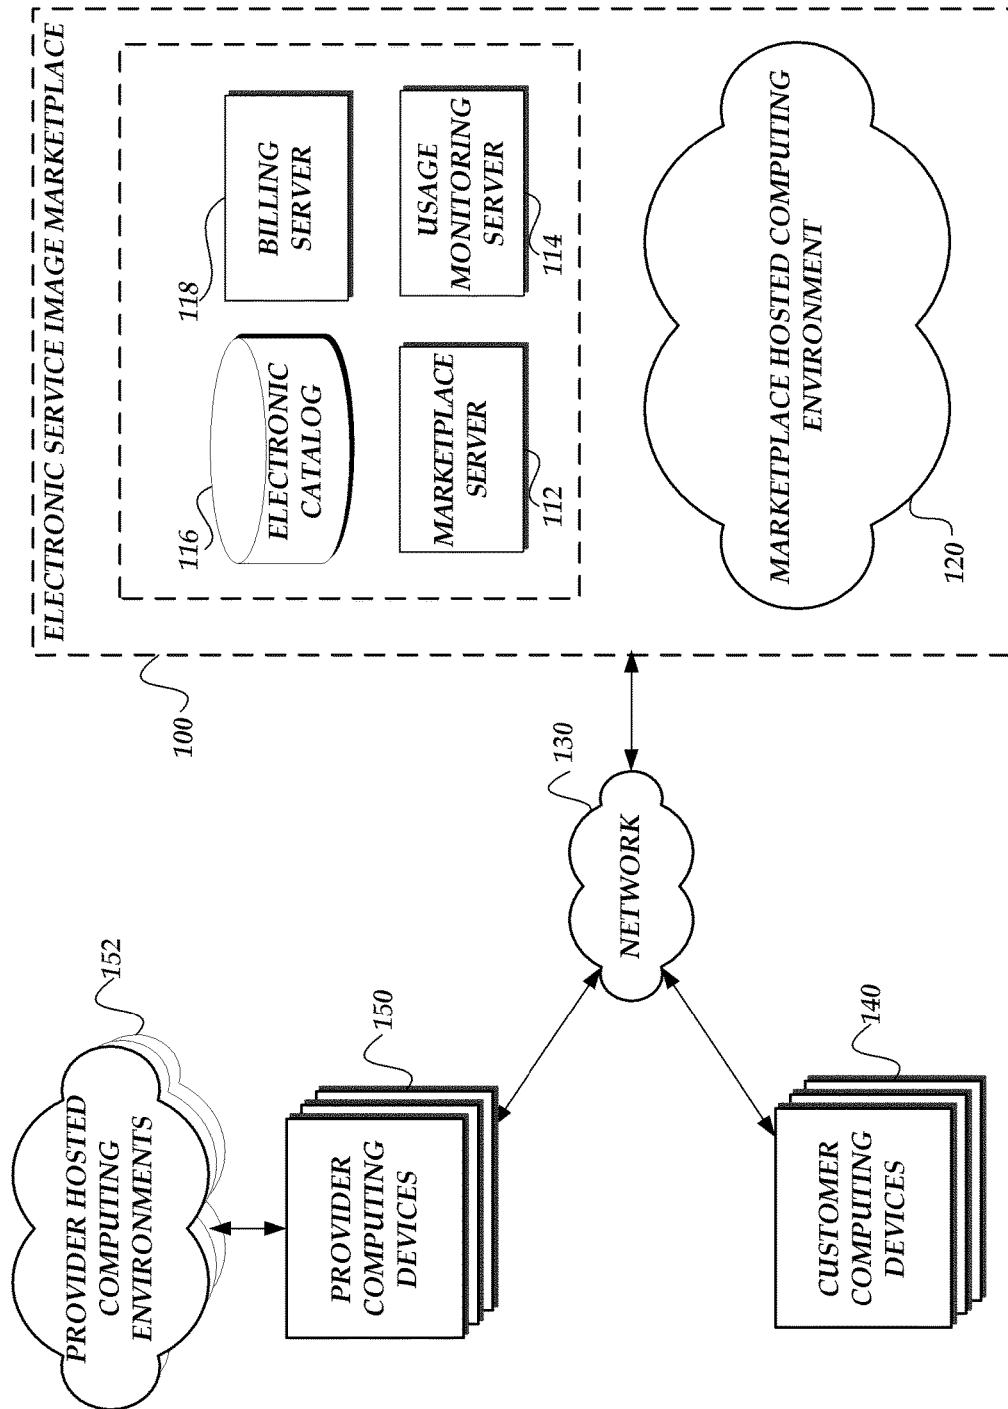 PROVIDER HOSTED
COMPUTING
ENVIRONMENTS
152
PROVIDER
COMPUTING
DEVICES
150
CUSTOMER
COMPUTING
DEVICES
140
NETWORK
130
100
ELECTRONIC SERVICE IMAGE MARKETPLACE
116
ELECTRONIC
CATALOG
118
BILLING
SERVER
MARKETPLACE
SERVER
112
USAGE
MONITORING
SERVER
114
MARKETPLACE HOSTED COMPUTING
ENVIRONMENT
120